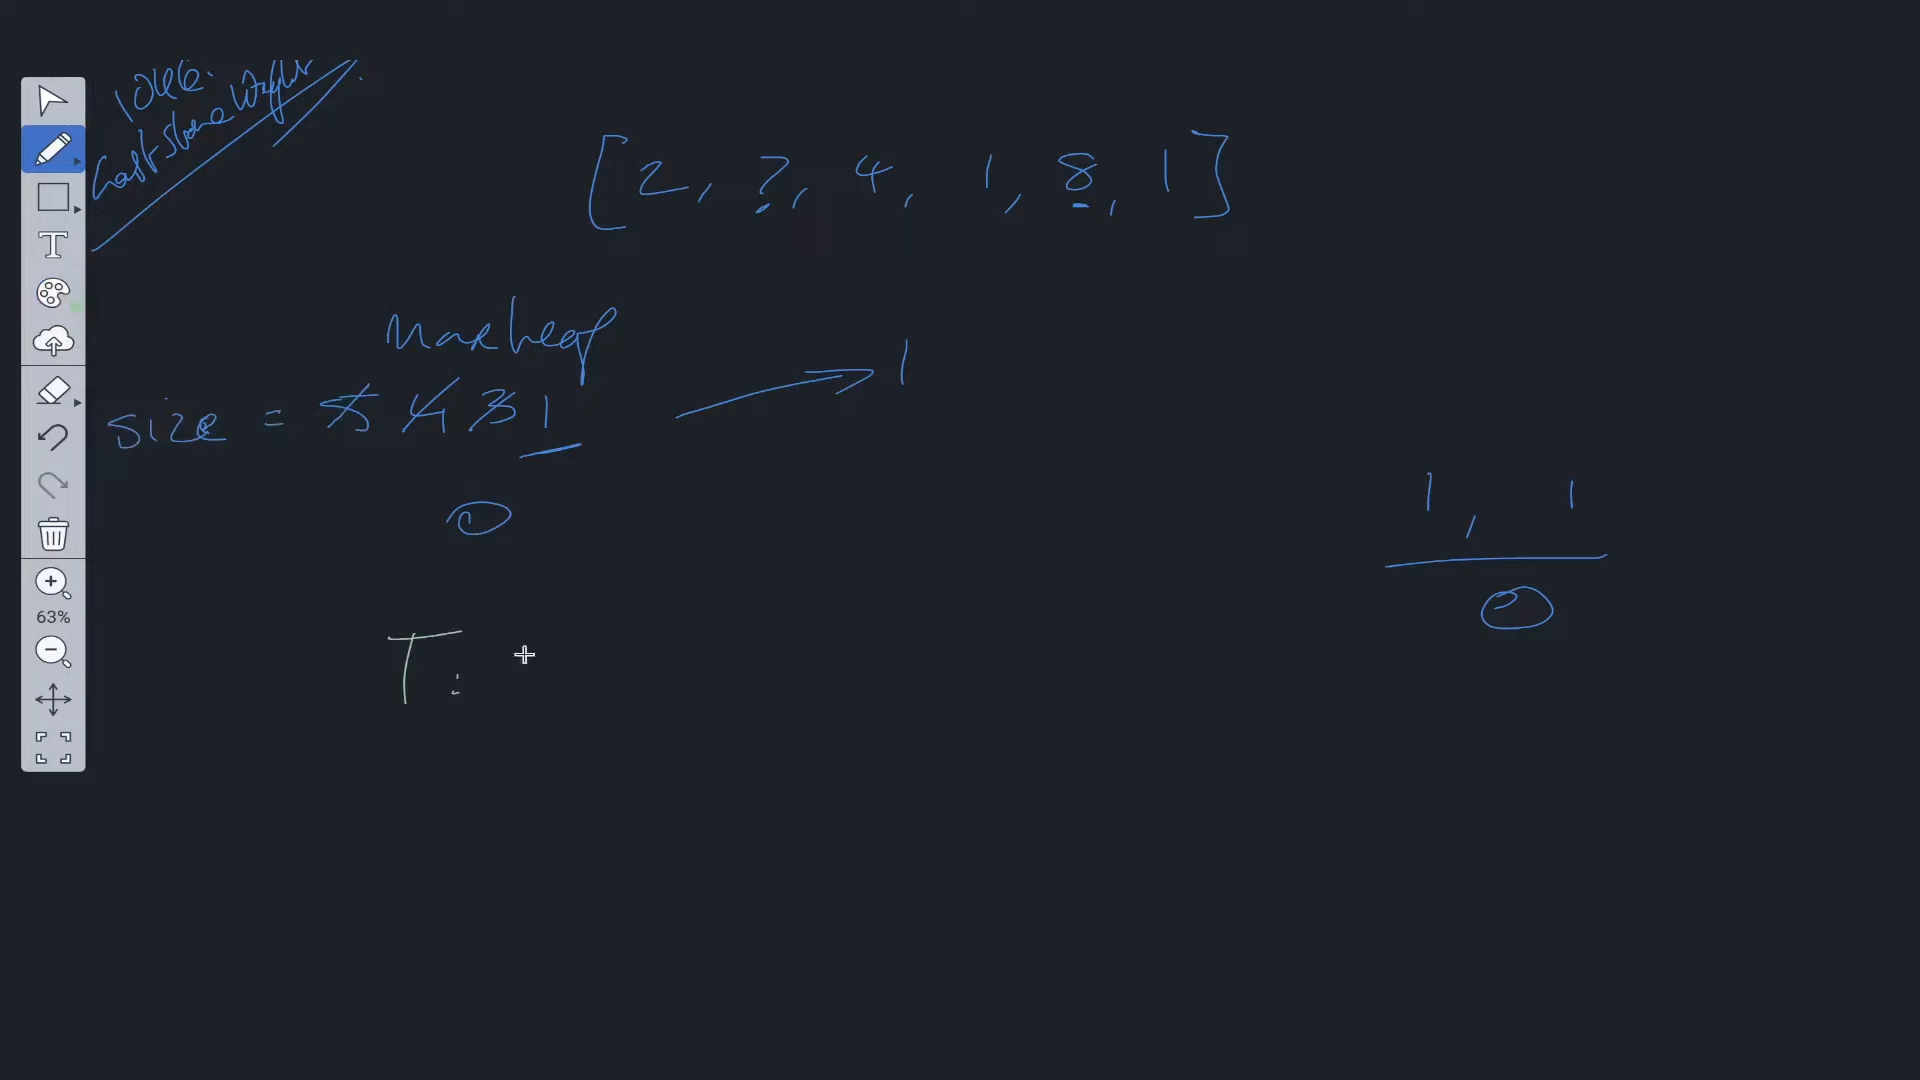 1046.
Last Stone Weight
[2, 7, 4, 1, 8, 1]
Maxheap
size = 5 4 3 1
1
0
1, 1
0
T:
63%